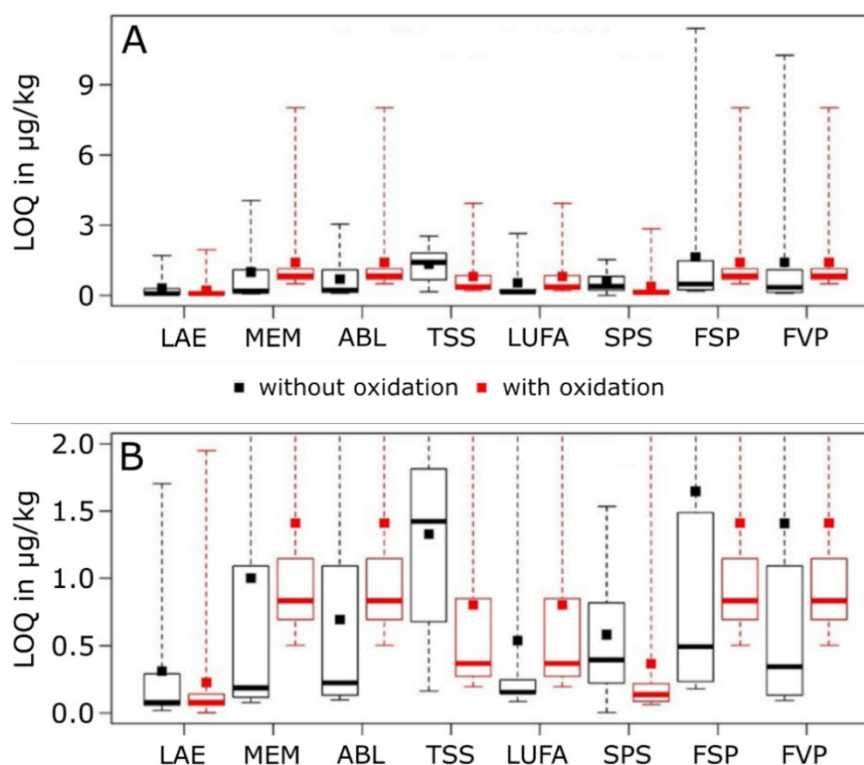 A
LOQ in µg/kg
9
6
3
0
LAE MEM ABL TSS LUFA SPS FSP FVP
without oxidation with oxidation
B
LOQ in µg/kg
2.0
1.5
1.0
0.5
0.0
LAE MEM ABL TSS LUFA SPS FSP FVP